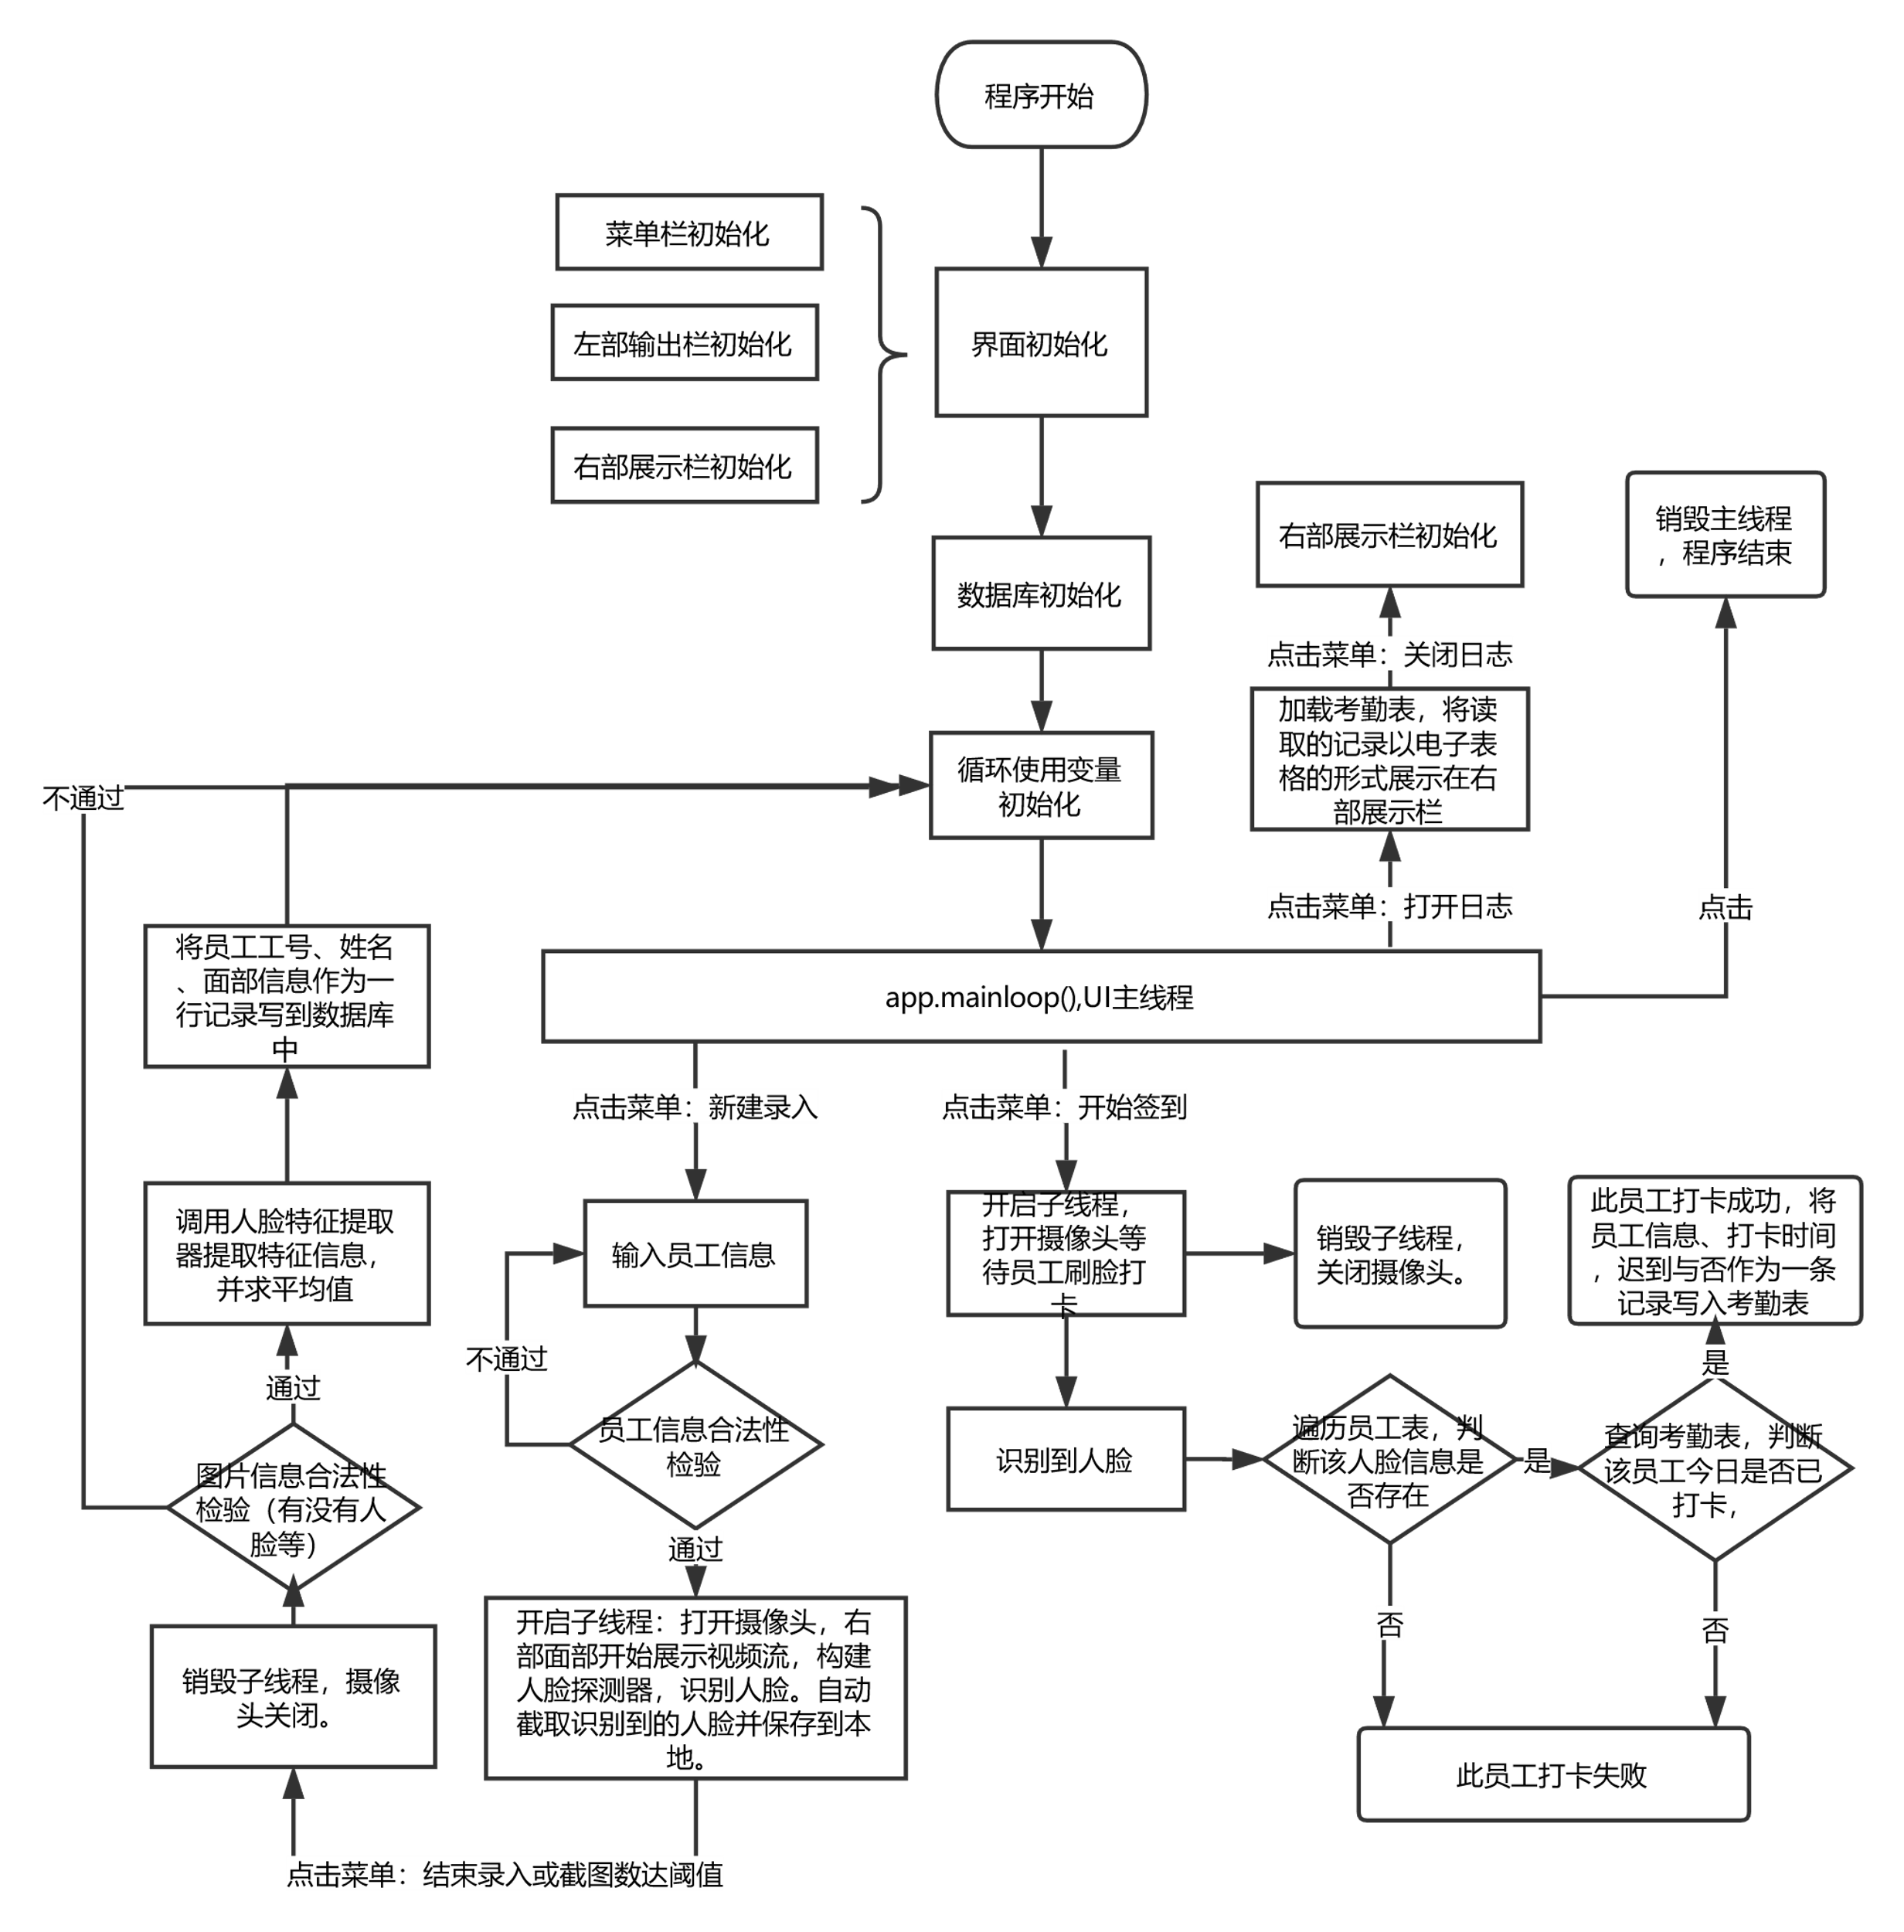 程序开始
菜单栏初始化
左部输出栏初始化
右部展示栏初始化
界面初始化
数据库初始化
右部展示栏初始化
销毁主线程
，程序结束
点击菜单：关闭日志
加载考勤表，将读
取的记录以电子表
格的形式展示在右
部展示栏
循环使用变量
初始化
不通过
点击菜单：打开日志
点击
将员工工号、姓名
、面部信息作为一
行记录写到数据库
中
app.mainloop(),UI主线程
点击菜单：新建录入
点击菜单：开始签到
调用人脸特征提取
器提取特征信息，
并求平均值
输入员工信息
开启子线程，
打开摄像头等
待员工刷脸打
卡
销毁子线程，
关闭摄像头。
此员工打卡成功，将
员工信息、打卡时间
，迟到与否作为一条
记录写入考勤表
不通过
是
通过
图片信息合法性
检验（有没有人
脸等）
员工信息合法性
检验
识别到人脸
遍历员工表，判
断该人脸信息是
否存在
是
查询考勤表，判断
该员工今日是否已
打卡，
通过
否
否
销毁子线程，摄像
头关闭。
开启子线程：打开摄像头，右
部面部开始展示视频流，构建
人脸探测器，识别人脸。自动
截取识别到的人脸并保存到本
地。
此员工打卡失败
点击菜单：结束录入或截图数达阈值